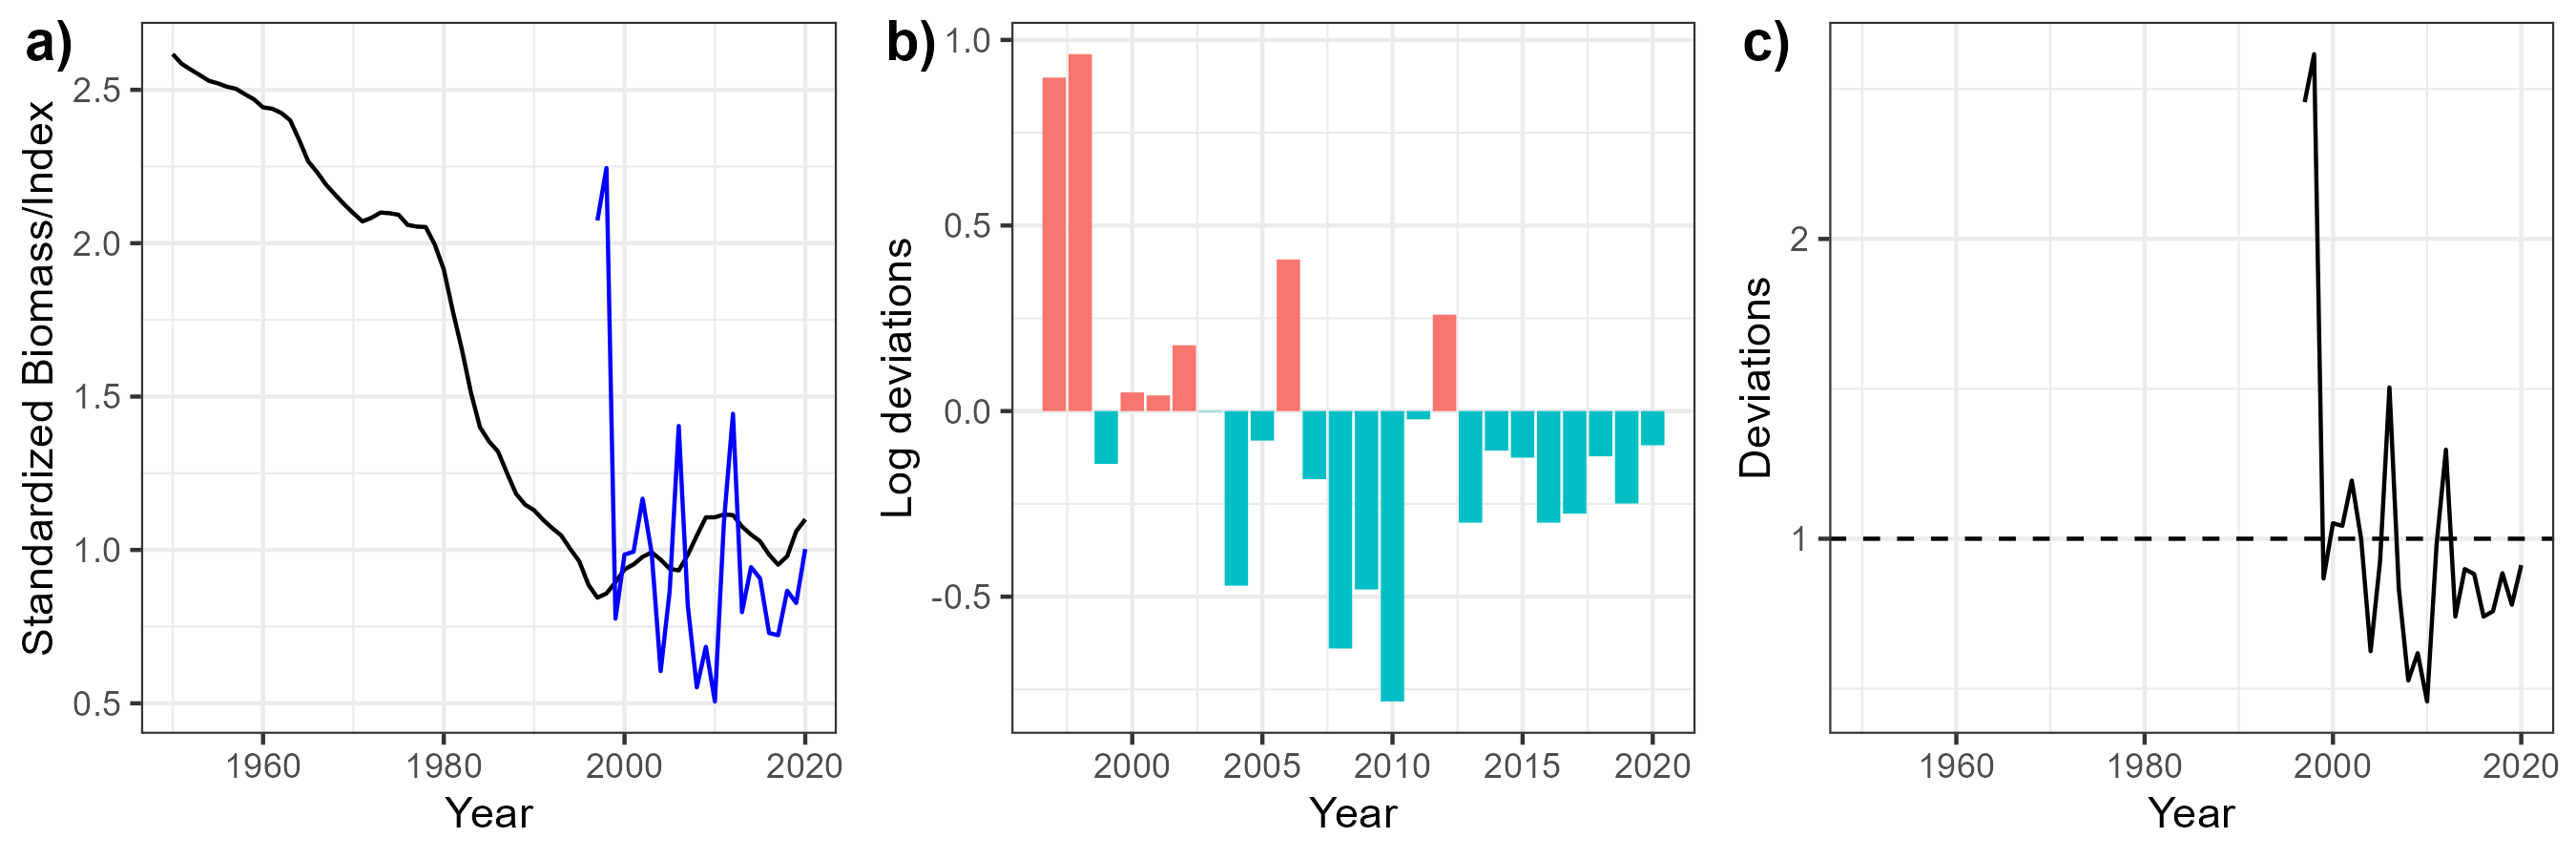 a)
Standardized Biomass/Index
2.5
2.0
1.5
1.0
0.5
1960 1980 2000 2020
Year
b)
Log deviations
1.0
0.5
0.0
-0.5
2000 2005 2010 2015 2020
Year
c)
Deviations
2
1
1960 1980 2000 2020
Year